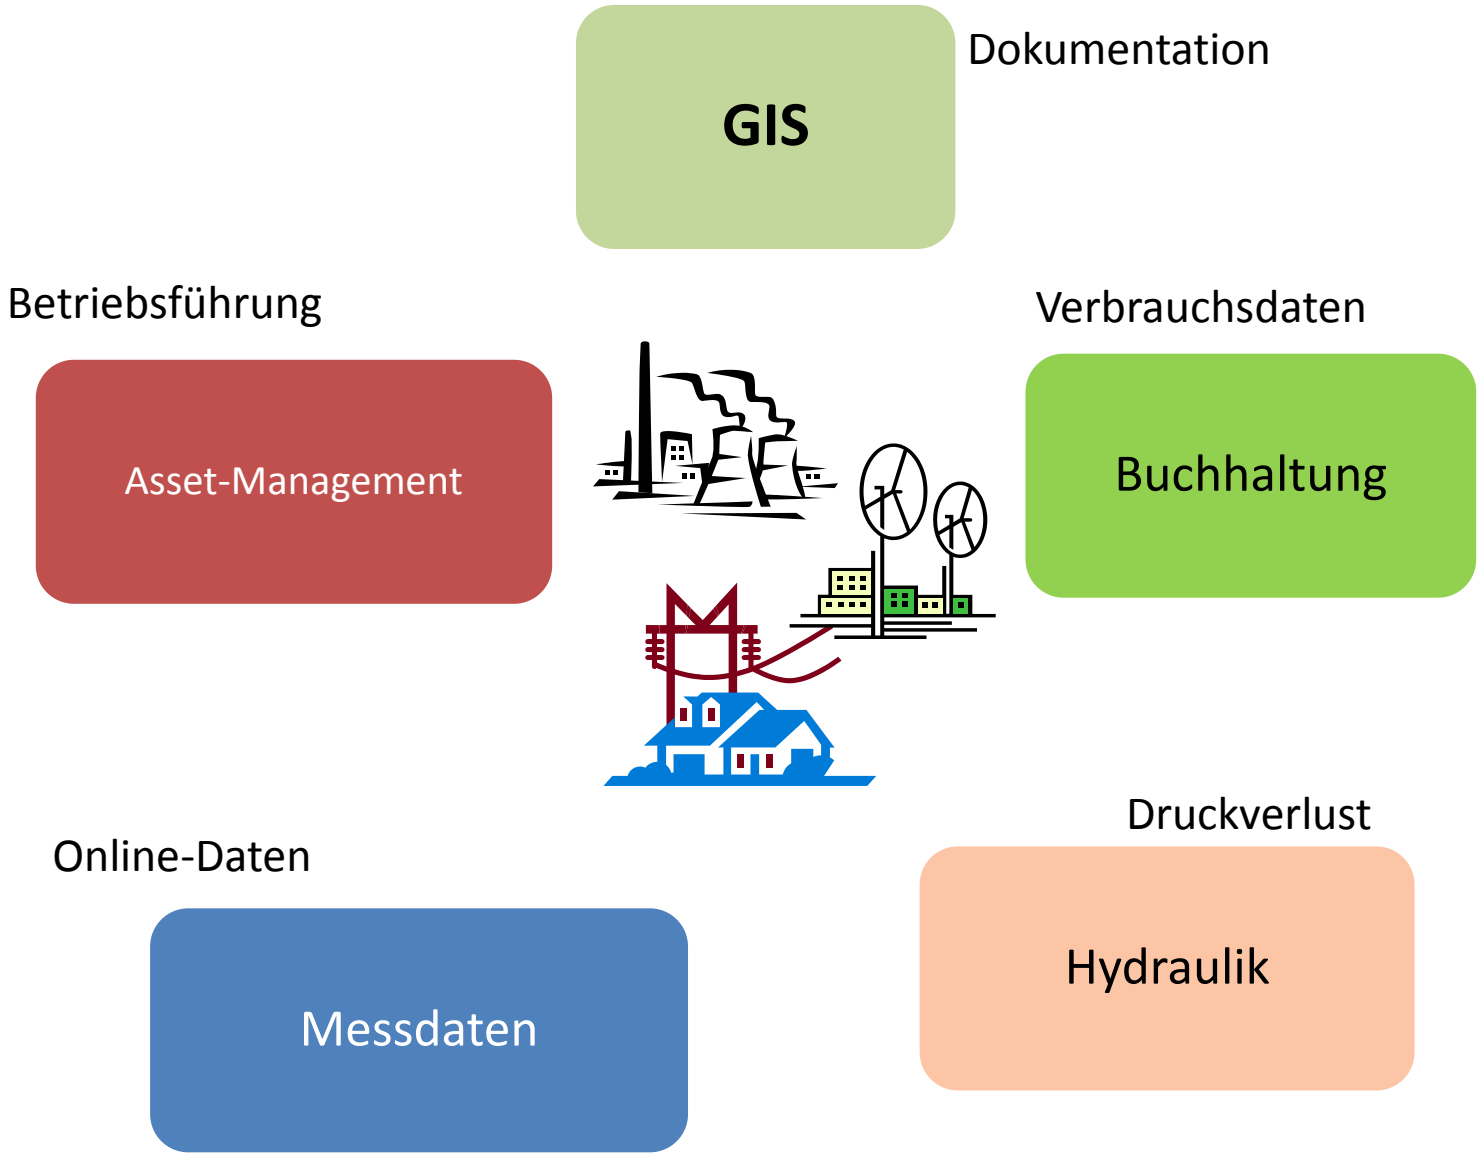 Dokumentation
GIS
Betriebsführung
Verbrauchsdaten
Asset-Management
Buchhaltung
Druckverlust
Online-Daten
Hydraulik
Messdaten